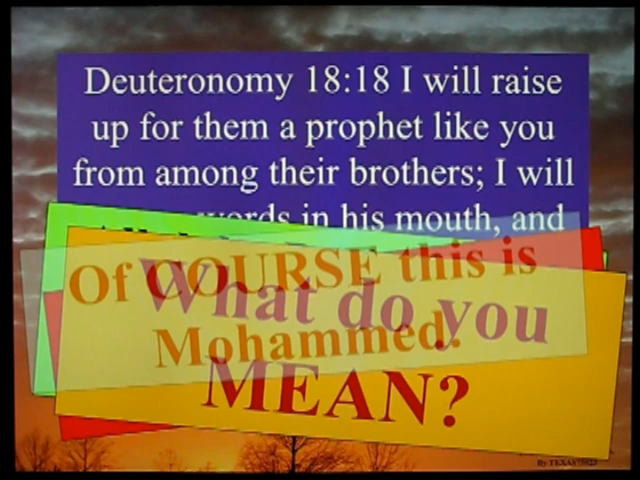 Deuteronomy 18:18 I will raise
up for them a prophet like you
from among their brothers; I will
words in his mouth, and
Of COURSE this is
Mohammed.
What do you
MEAN?